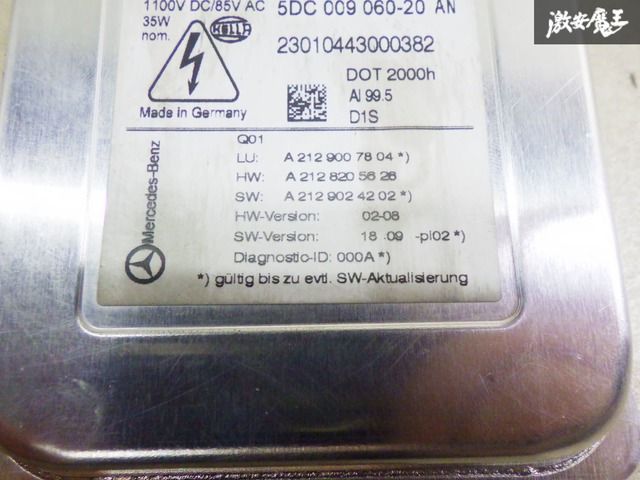 激安魔王
1100V DC/85V AC 5DC 009 060-20 AN
35W
nom.
HELLA
23010443000382
DOT 2000h
Al 99.5
D1S
Made in Germany
Mercedes-Benz
Q01
LU: A 212 900 78 04 *)
HW: A 212 820 56 28
SW: A 212 902 42 02 *)
HW-Version: 02-08
SW-Version: 18 .09 -pl02 *)
Diagnostic-ID: 000A *)
*) gültig bis zu evtl. SW-Aktualisierung